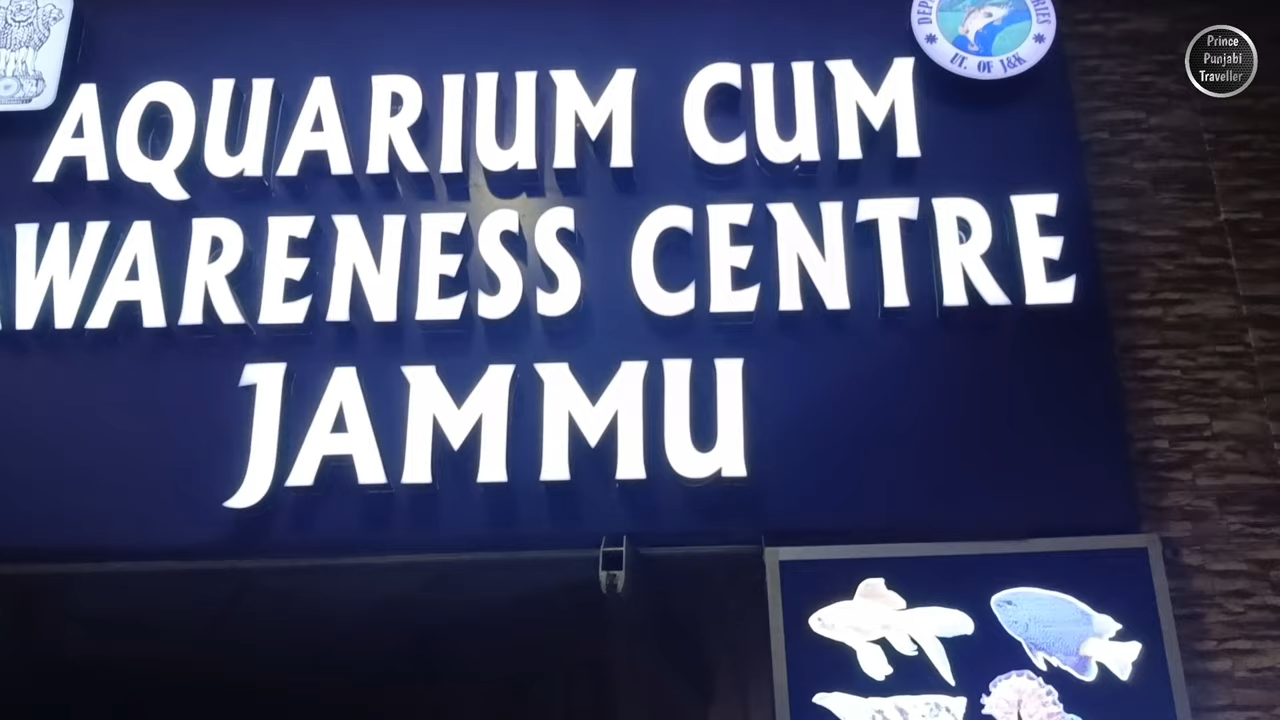 AQUARIUM CUM
WARENESS CENTRE
JAMMU
UT. OF J&K
Prince
Punjabi
Traveller